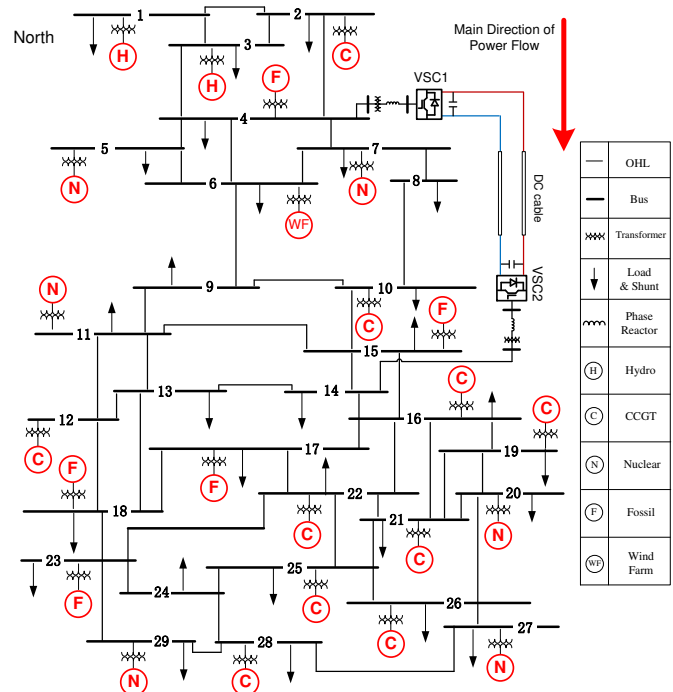 North
1
2
3
H
H
C
F
4
VSC1
Main Direction of
Power Flow
5
6
7
8
N
WF
N
DC cable
VSC2
9
10
N
11
C
F
15
12
13
14
C
C
C
16
17
19
F
F
18
22
21
20
C
C
N
23
F
25
24
C
26
C
29
28
27
N
C
N
OHL
Bus
Transformer
Load
& Shunt
Phase
Reactor
H Hydro
C CCGT
N Nuclear
F Fossil
WF Wind
Farm